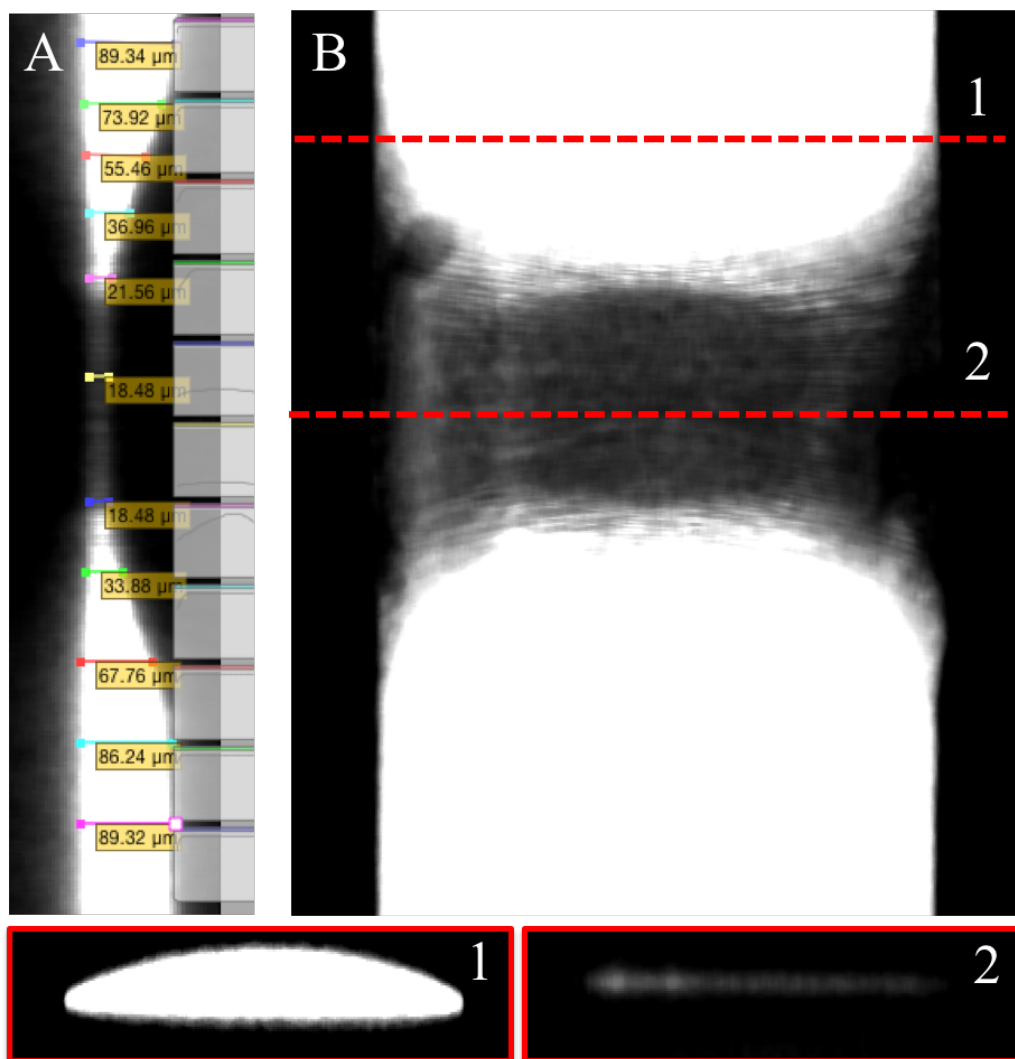 A
89.34 µm
73.92 µm
55.46 µm
36.96 µm
21.56 µm
18.48 µm
18.48 µm
33.88 µm
67.76 µm
86.24 µm
89.32 µm
B
1
2
1
2